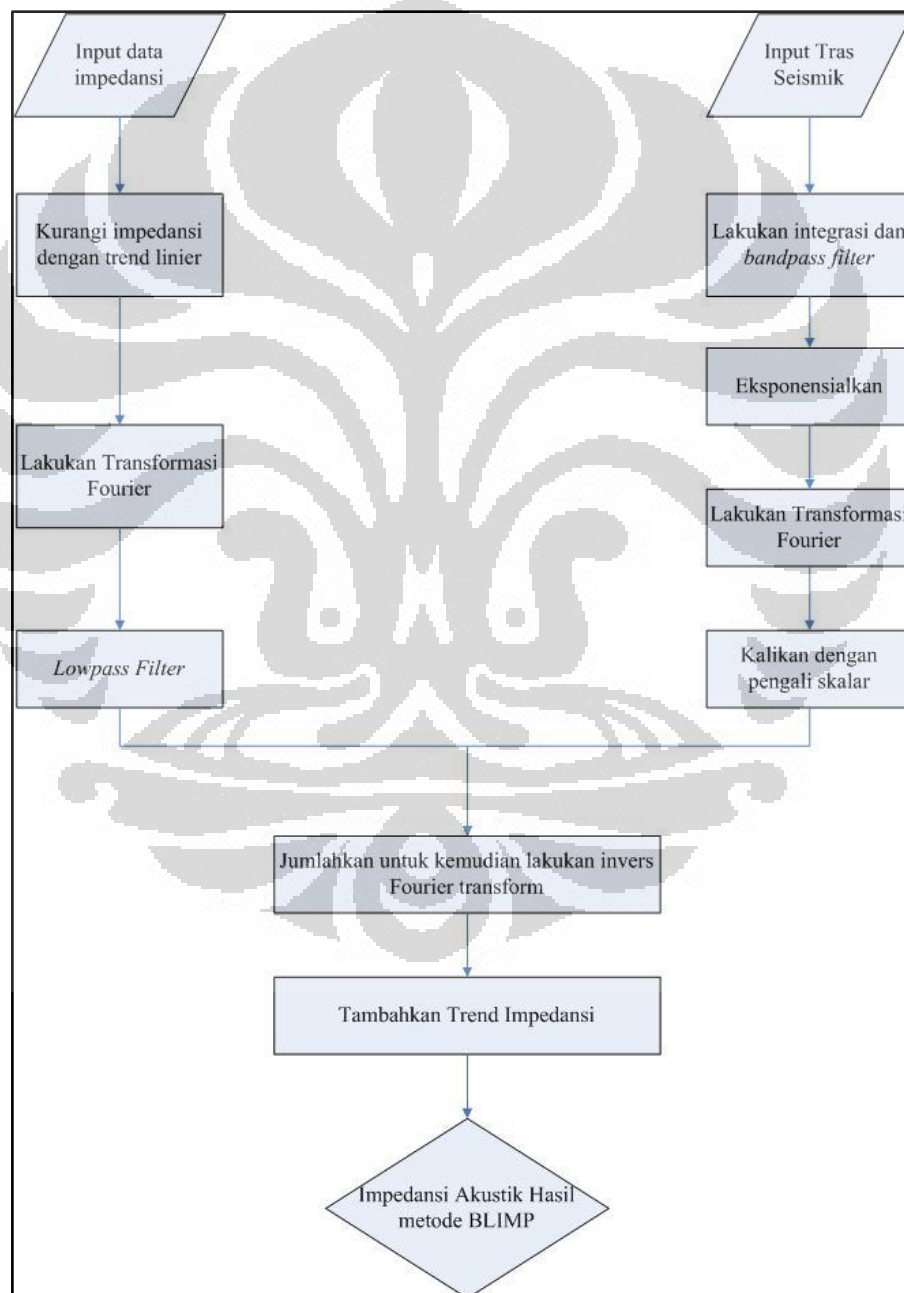 Input data
impedansi
Kurangi impedansi
dengan trend linier
Lakukan Transformasi
Fourier
Lowpass Filter
Input Tras
Seismik
Lakukan integrasi dan
bandpass filter
Eksponensialkan
Lakukan Transformasi
Fourier
Kalikan dengan
pengali skalar
Jumlahkan untuk kemudian lakukan invers
Fourier transform
Tambahkan Trend Impedansi
Impedansi Akustik Hasil
metode BLIMP